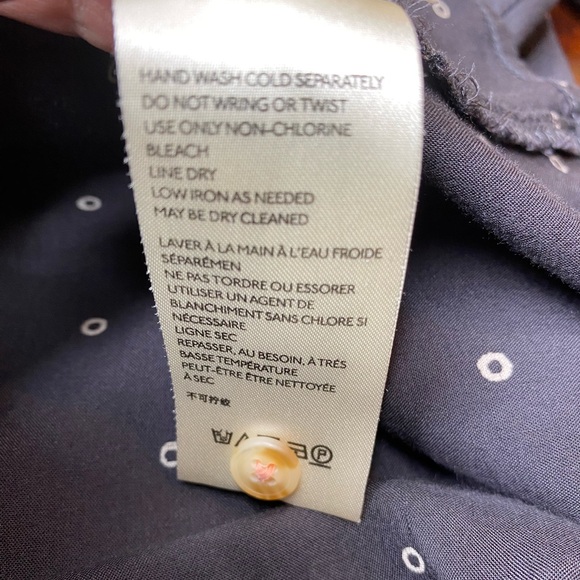 HAND WASH COLD SEPARATELY
DO NOT WRING OR TWIST
USE ONLY NON-CHLORINE
BLEACH
LINE DRY
LOW IRON AS NEEDED
MAY BE DRY CLEANED
LAVER À LA MAIN À L'EAU FROIDE
SÉPARÉMEN
NE PAS TORDRE OU ESSORER
UTILISER UN AGENT DE
BLANCHIMENT SANS CHLORE SI
NÉCESSAIRE
LIGNE SEC
REPASSER, AU BESOIN, À TRÉS
BASSE TEMPÉRATURE
PEUT-ÊTRE ÊTRE NETTOYÉE
À SEC
不可拧绞
P